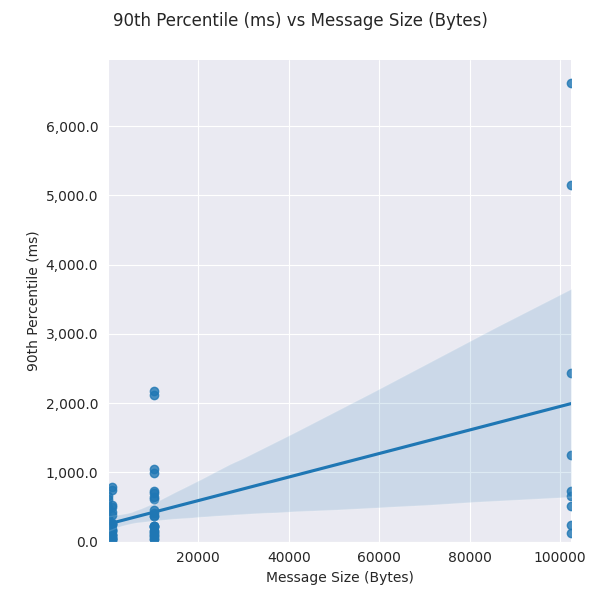 90th Percentile (ms) vs Message Size (Bytes)
6,000.0
5,000.0
4,000.0
3,000.0
2,000.0
1,000.0
0.0
90th Percentile (ms)
20000 40000 60000 80000 100000
Message Size (Bytes)